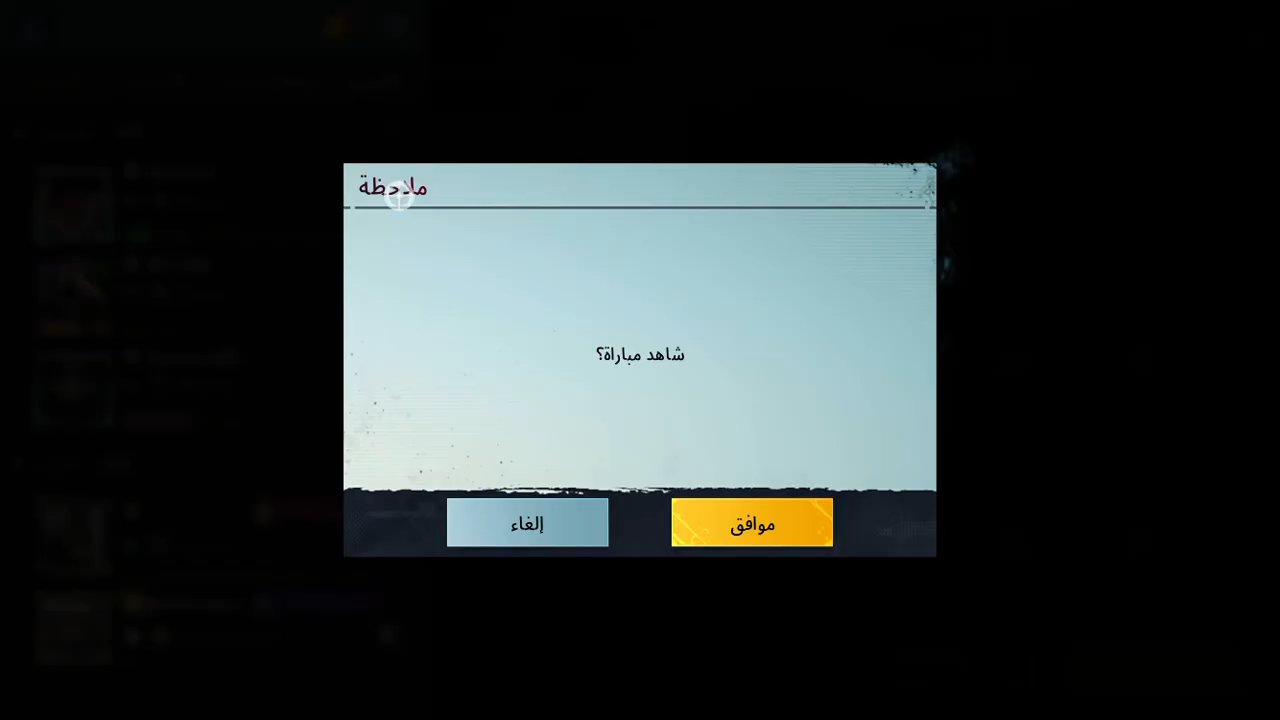 ملاحظة
شاهد مباراة؟
موافق
إلغاء